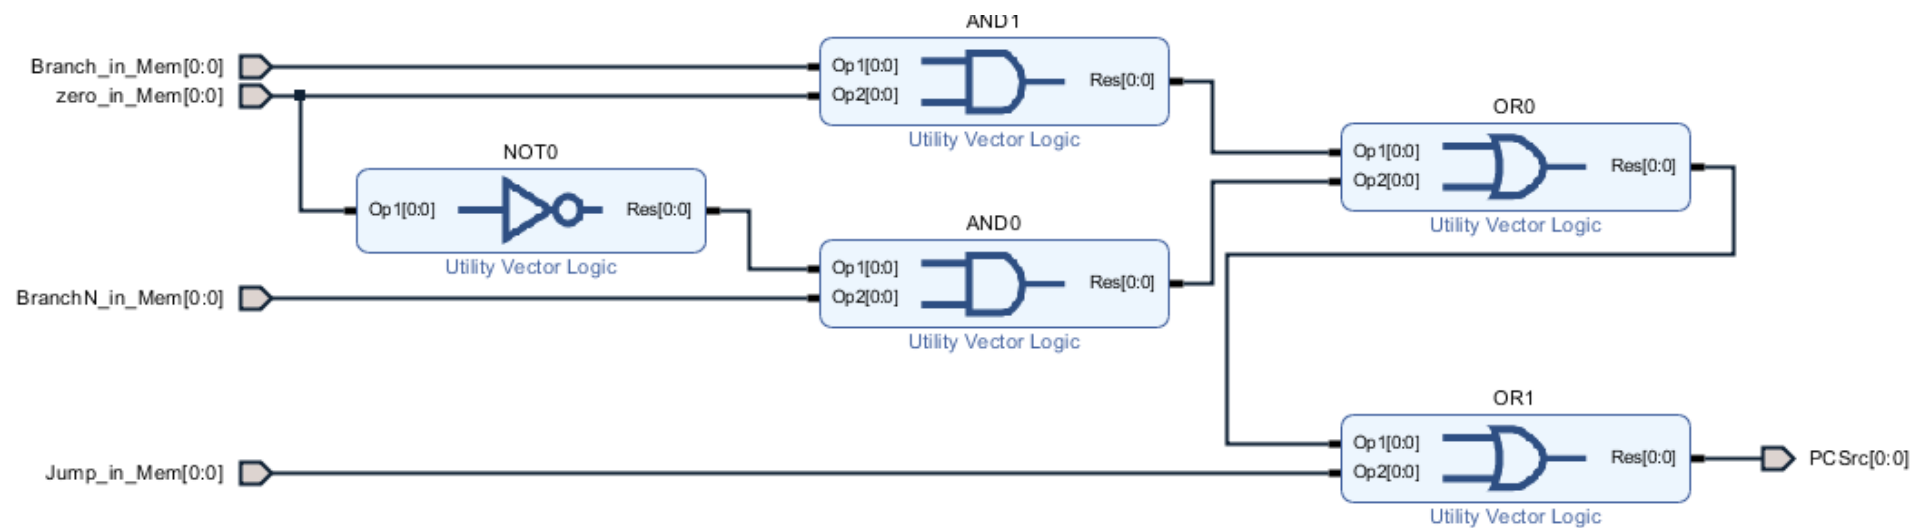 AND1
Branch_in_Mem[0:0]
Op1[0:0]
Res[0:0]
zero_in_Mem[0:0]
Op2[0:0]
Utility Vector Logic
OR0
Op1[0:0]
Res[0:0]
Op2[0:0]
Utility Vector Logic
NOT0
Op1[0:0]
Res[0:0]
Utility Vector Logic
AND0
Op1[0:0]
Res[0:0]
BranchN_in_Mem[0:0]
Op2[0:0]
Utility Vector Logic
OR1
Op1[0:0]
Res[0:0]
PCSrc[0:0]
Jump_in_Mem[0:0]
Op2[0:0]
Utility Vector Logic